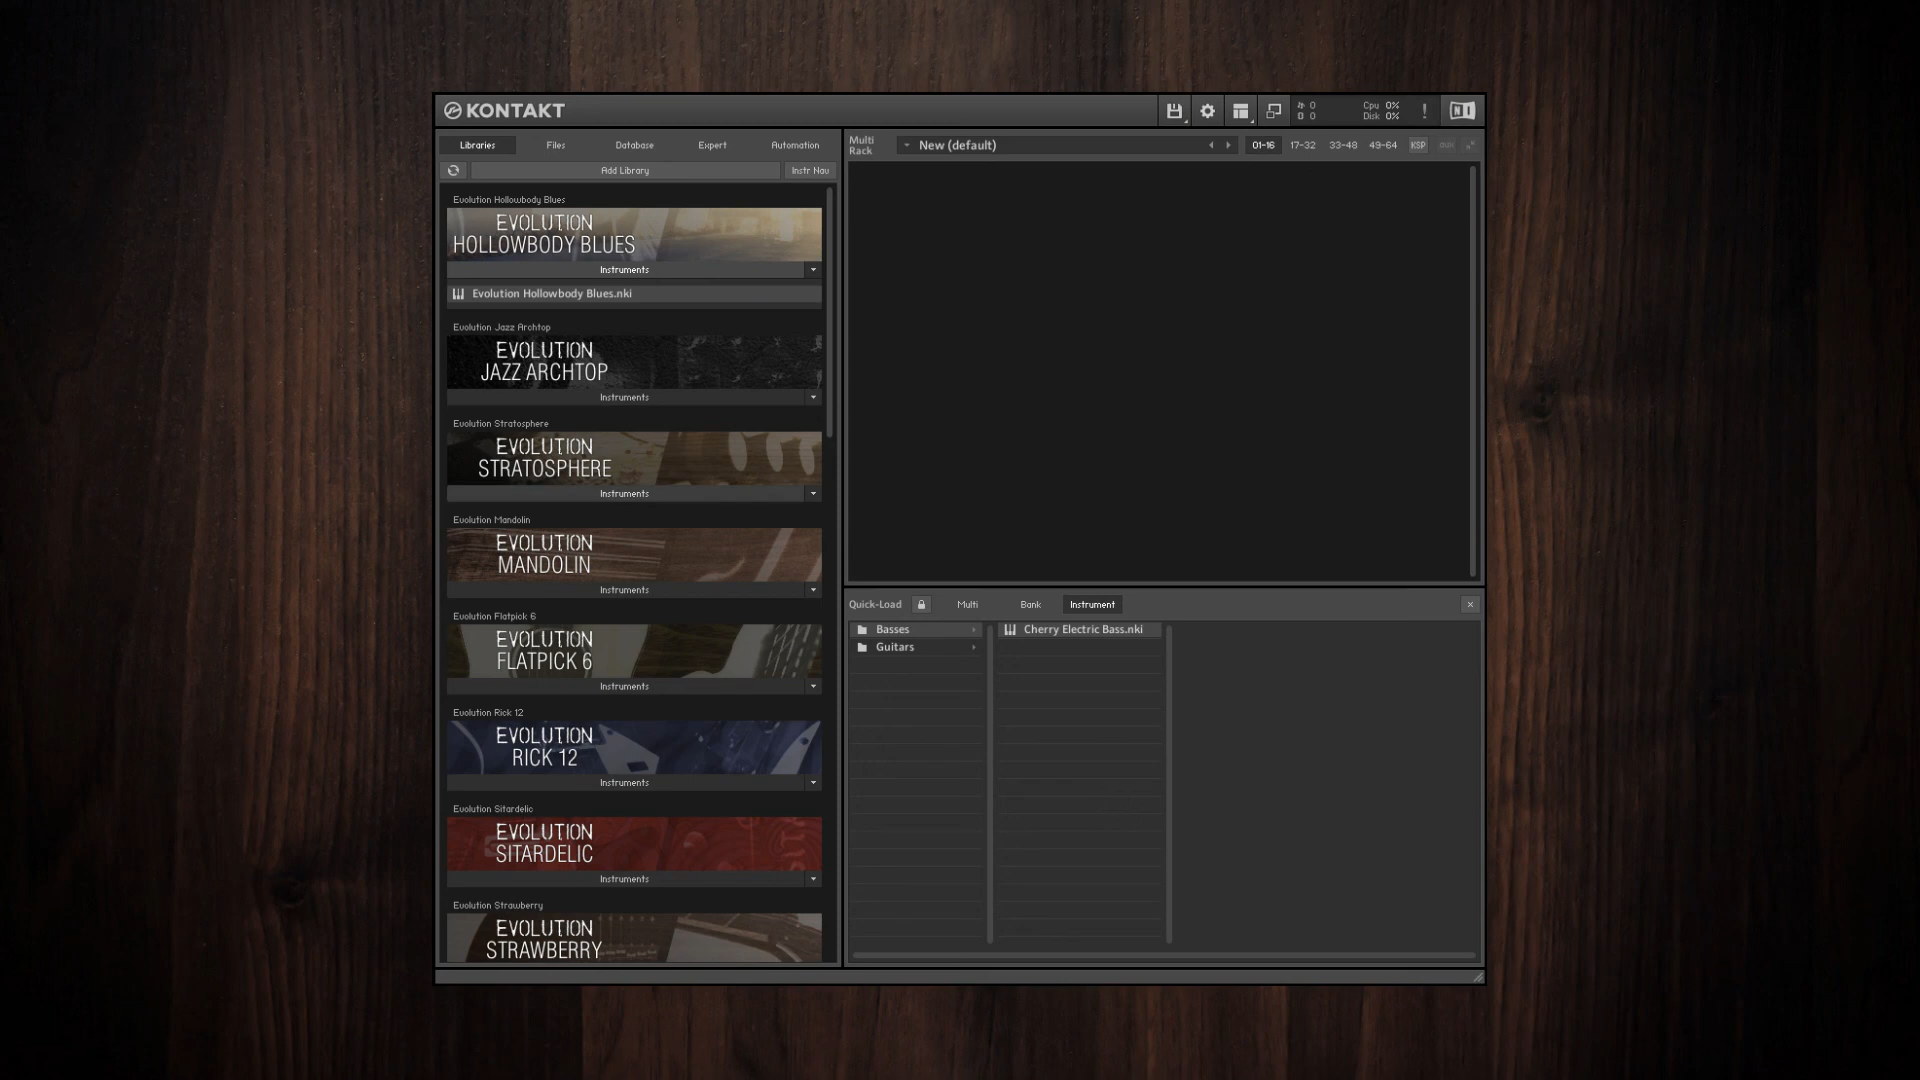 KONTAKT
0
0
Cpu 0%
Disk 0%
!
NI
Libraries
Files
Database
Expert
Automation
Add Library
Instr Nav
Multi
Rack
New (default)
01-16
17-32
33-48
49-64
KSP
Evolution Hollowbody Blues
EVOLUTION
HOLLOWBODY BLUES
Instruments
Evolution Hollowbody Blues.nki
Evolution Jazz Archtop
EVOLUTION
JAZZ ARCHTOP
Instruments
Evolution Stratosphere
EVOLUTION
STRATOSPHERE
Instruments
Evolution Mandolin
EVOLUTION
MANDOLIN
Instruments
Evolution Flatpick 6
EVOLUTION
FLATPICK 6
Instruments
Evolution Rick 12
EVOLUTION
RICK 12
Instruments
Evolution Sitardelic
EVOLUTION
SITARDELIC
Instruments
Evolution Strawberry
EVOLUTION
STRAWBERRY
Quick-Load
Multi
Bank
Instrument
Basses
Guitars
Cherry Electric Bass.nki